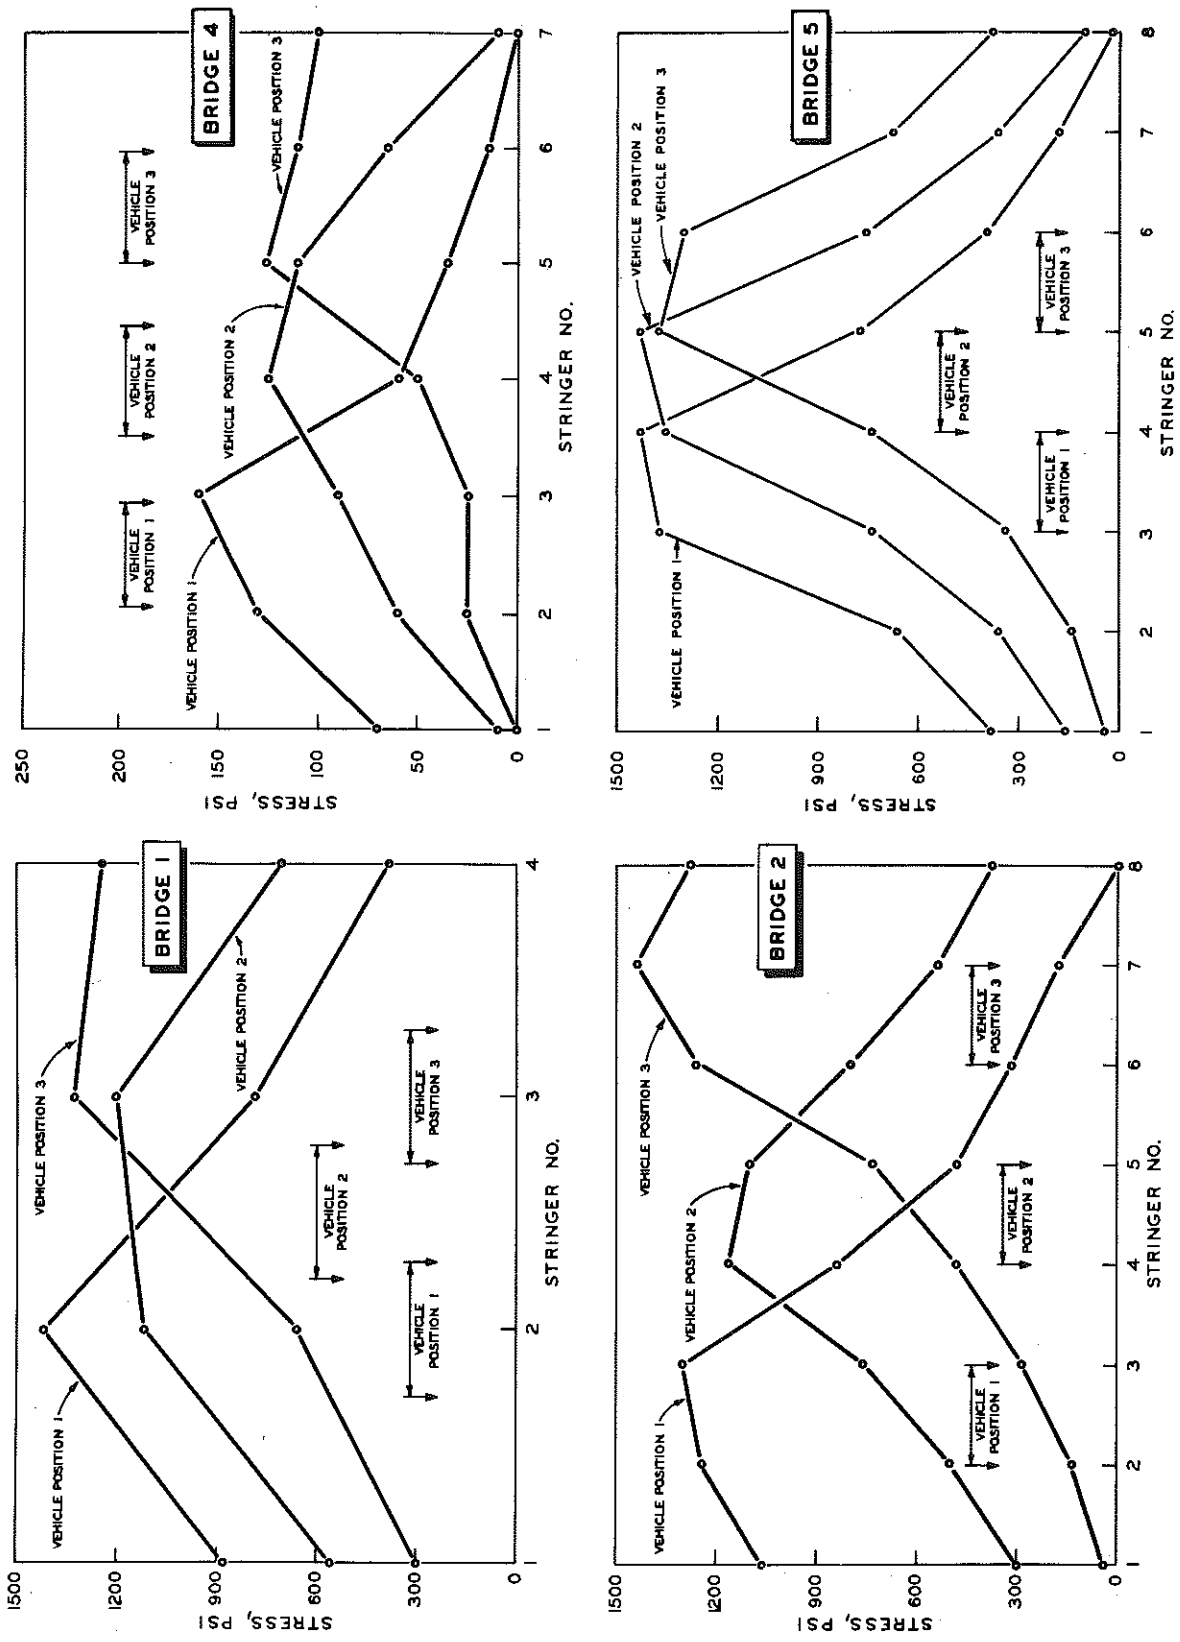 BRIDGE 1
STRESS, PSI
1500
1200
900
600
300
0
VEHICLE POSITION 1
VEHICLE POSITION 3
VEHICLE POSITION 2
VEHICLE
POSITION 1
VEHICLE
POSITION 2
VEHICLE
POSITION 3
1 2 3 4
STRINGER NO.
BRIDGE 4
STRESS, PSI
250
200
150
100
50
0
VEHICLE
POSITION 1
VEHICLE
POSITION 2
VEHICLE
POSITION 3
VEHICLE POSITION 1
VEHICLE POSITION 2
VEHICLE POSITION 3
1 2 3 4 5 6 7
STRINGER NO.
BRIDGE 2
STRESS, PSI
1500
1200
900
600
300
0
VEHICLE POSITION 1
VEHICLE POSITION 2
VEHICLE POSITION 3
VEHICLE
POSITION 1
VEHICLE
POSITION 2
VEHICLE
POSITION 3
1 2 3 4 5 6 7 8
STRINGER NO.
BRIDGE 5
STRESS, PSI
1500
1200
900
600
300
0
VEHICLE POSITION 1
VEHICLE POSITION 2
VEHICLE POSITION 3
VEHICLE
POSITION 1
VEHICLE
POSITION 2
VEHICLE
POSITION 3
1 2 3 4 5 6 7 8
STRINGER NO.